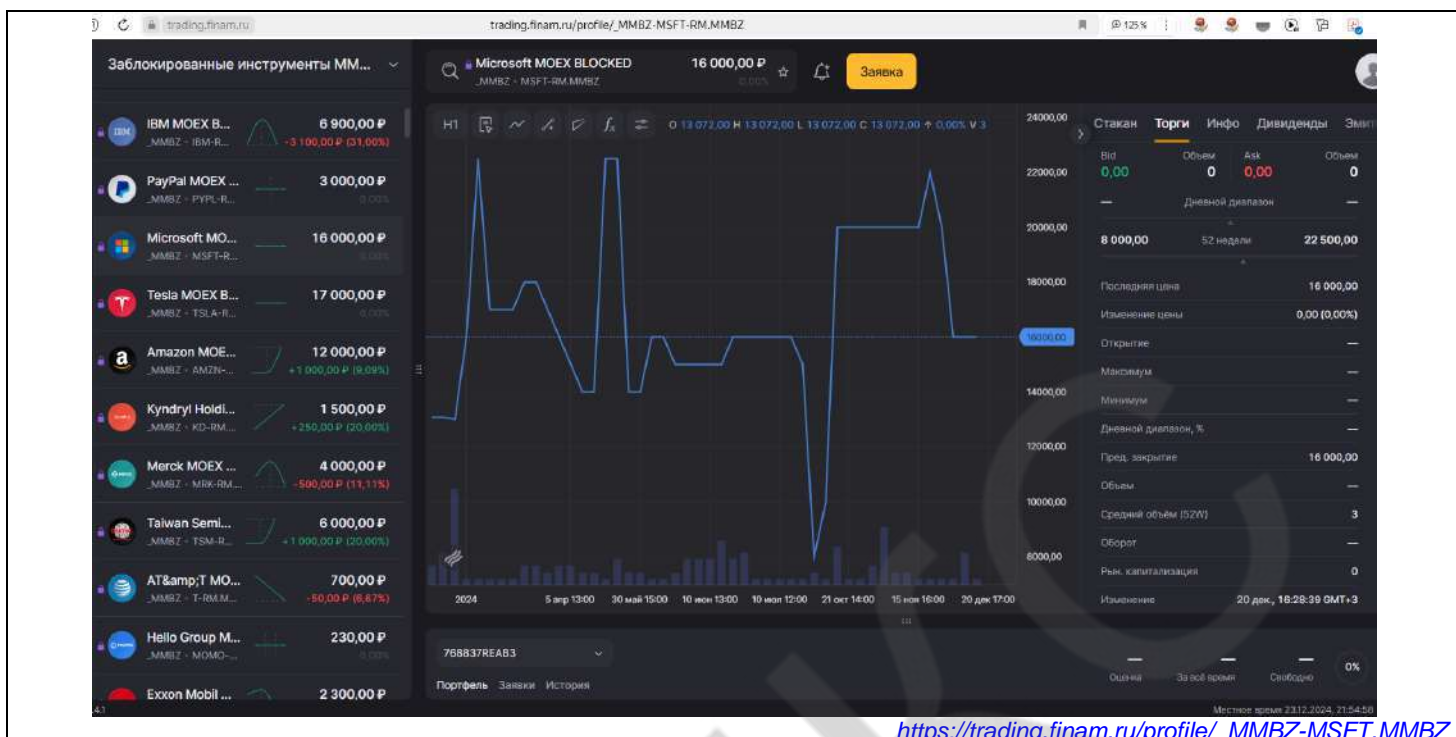 trading.finam.ru
trading.finam.ru/profile/_MMBZ-MSFT-RM.MMBZ
125 %
Заблокированные инструменты ММ...
Microsoft MOEX BLOCKED
_MMBZ • MSFT-RM.MMBZ
16 000,00 ₽
0,00%
Заявка
IBM MOEX B...
6 900,00 ₽
_MMBZ • IBM-R...
-3 100,00 ₽ (31,00%)
PayPal MOEX ...
3 000,00 ₽
_MMBZ • PYPL-R...
0,00%
Microsoft MO...
16 000,00 ₽
_MMBZ • MSFT-R...
0,00%
Tesla MOEX B...
17 000,00 ₽
_MMBZ • TSLA-R...
0,00%
Amazon MOE...
12 000,00 ₽
_MMBZ • AMZN-...
+1 000,00 ₽ (9,09%)
Kyndryl Holdi...
1 500,00 ₽
_MMBZ • KD-RM....
+250,00 ₽ (20,00%)
Merck MOEX ...
4 000,00 ₽
_MMBZ • MRK-RM....
-500,00 ₽ (11,11%)
Taiwan Semi...
6 000,00 ₽
_MMBZ • TSM-R...
+1 000,00 ₽ (20,00%)
AT&amp;T MO...
700,00 ₽
_MMBZ • T-RM.M...
-50,00 ₽ (6,67%)
Hello Group M...
230,00 ₽
_MMBZ • MOMO-...
0,00%
Exxon Mobil ...
2 300,00 ₽
H1
O 13 072,00 H 13 072,00 L 13 072,00 C 13 072,00 0,00% V 3
24000,00
22000,00
20000,00
18000,00
16000,00
14000,00
12000,00
10000,00
8000,00
2024
5 апр 13:00
30 май 15:00
10 июн 13:00
10 июл 12:00
21 окт 14:00
15 ноя 16:00
20 дек 17:00
Стакан Торги Инфо Дивиденды Эмит
Bid Объем Ask Объем
0,00 0 0,00 0
— Дневной диапазон —
8 000,00 52 недели 22 500,00
Последняя цена 16 000,00
Изменение цены 0,00 (0,00%)
Открытие —
Максимум —
Минимум —
Дневной диапазон, % —
Пред. закрытие 16 000,00
Объем —
Средний объём (52W) 3
Оборот —
Рын. капитализация 0
Изменение 20 дек., 16:28:39 GMT+3
768837REAB3
Портфель Заявки История
— — —
Оценка За всё время Свободно
0%
4.1
Местное время 23.12.2024, 21:54:58
https://trading.finam.ru/profile/_MMBZ-MSFT.MMBZ